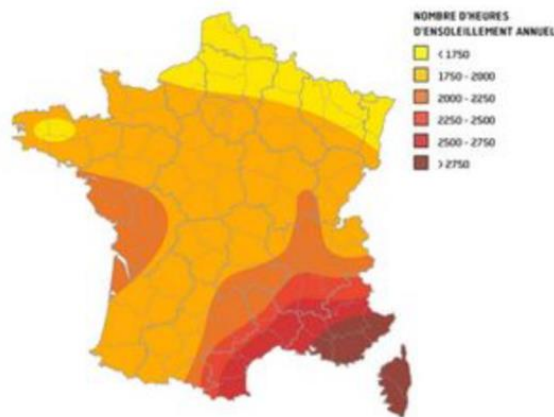 NOMBRE D'HEURES
D'ENSOLEILLEMENT ANNUEL
< 1750
1750 - 2000
2000 - 2250
2250 - 2500
2500 - 2750
> 2750